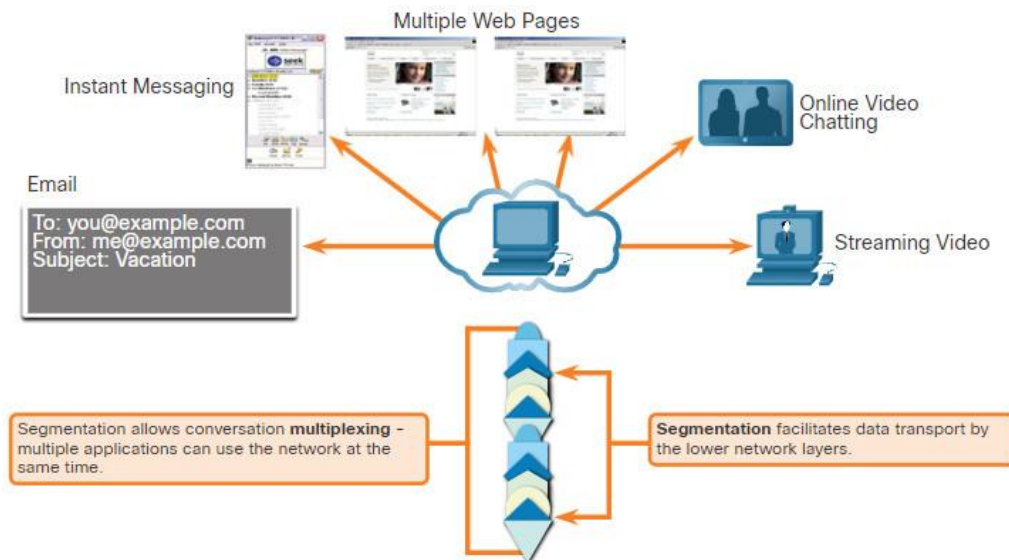 Multiple Web Pages
Instant Messaging
seek
Online Video
Chatting
Email
To: you@example.com
From: me@example.com
Subject: Vacation
Streaming Video
Segmentation allows conversation multiplexing -
multiple applications can use the network at the
same time.
Segmentation facilitates data transport by
the lower network layers.